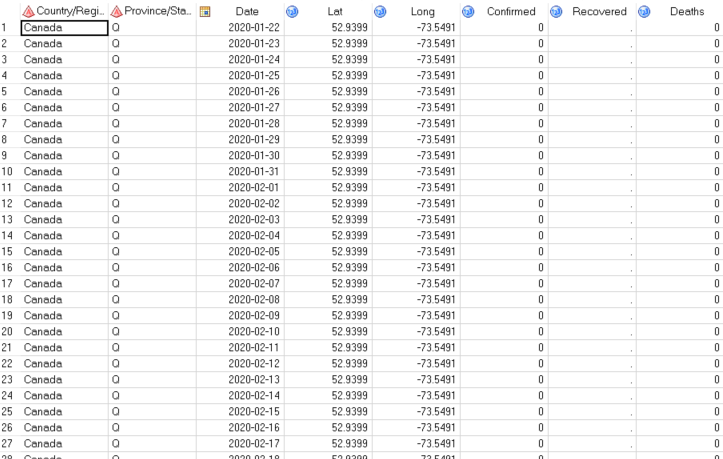 Country/Regi... Province/Sta... Date Lat Long Confirmed Recovered Deaths
1 Canada Q 2020-01-22 52.9399 -73.5491 0 . 0
2 Canada Q 2020-01-23 52.9399 -73.5491 0 . 0
3 Canada Q 2020-01-24 52.9399 -73.5491 0 . 0
4 Canada Q 2020-01-25 52.9399 -73.5491 0 . 0
5 Canada Q 2020-01-26 52.9399 -73.5491 0 . 0
6 Canada Q 2020-01-27 52.9399 -73.5491 0 . 0
7 Canada Q 2020-01-28 52.9399 -73.5491 0 . 0
8 Canada Q 2020-01-29 52.9399 -73.5491 0 . 0
9 Canada Q 2020-01-30 52.9399 -73.5491 0 . 0
10 Canada Q 2020-01-31 52.9399 -73.5491 0 . 0
11 Canada Q 2020-02-01 52.9399 -73.5491 0 . 0
12 Canada Q 2020-02-02 52.9399 -73.5491 0 . 0
13 Canada Q 2020-02-03 52.9399 -73.5491 0 . 0
14 Canada Q 2020-02-04 52.9399 -73.5491 0 . 0
15 Canada Q 2020-02-05 52.9399 -73.5491 0 . 0
16 Canada Q 2020-02-06 52.9399 -73.5491 0 . 0
17 Canada Q 2020-02-07 52.9399 -73.5491 0 . 0
18 Canada Q 2020-02-08 52.9399 -73.5491 0 . 0
19 Canada Q 2020-02-09 52.9399 -73.5491 0 . 0
20 Canada Q 2020-02-10 52.9399 -73.5491 0 . 0
21 Canada Q 2020-02-11 52.9399 -73.5491 0 . 0
22 Canada Q 2020-02-12 52.9399 -73.5491 0 . 0
23 Canada Q 2020-02-13 52.9399 -73.5491 0 . 0
24 Canada Q 2020-02-14 52.9399 -73.5491 0 . 0
25 Canada Q 2020-02-15 52.9399 -73.5491 0 . 0
26 Canada Q 2020-02-16 52.9399 -73.5491 0 . 0
27 Canada Q 2020-02-17 52.9399 -73.5491 0 . 0
28 Canada Q 2020-02-18 52.9399 -73.5491 0 0